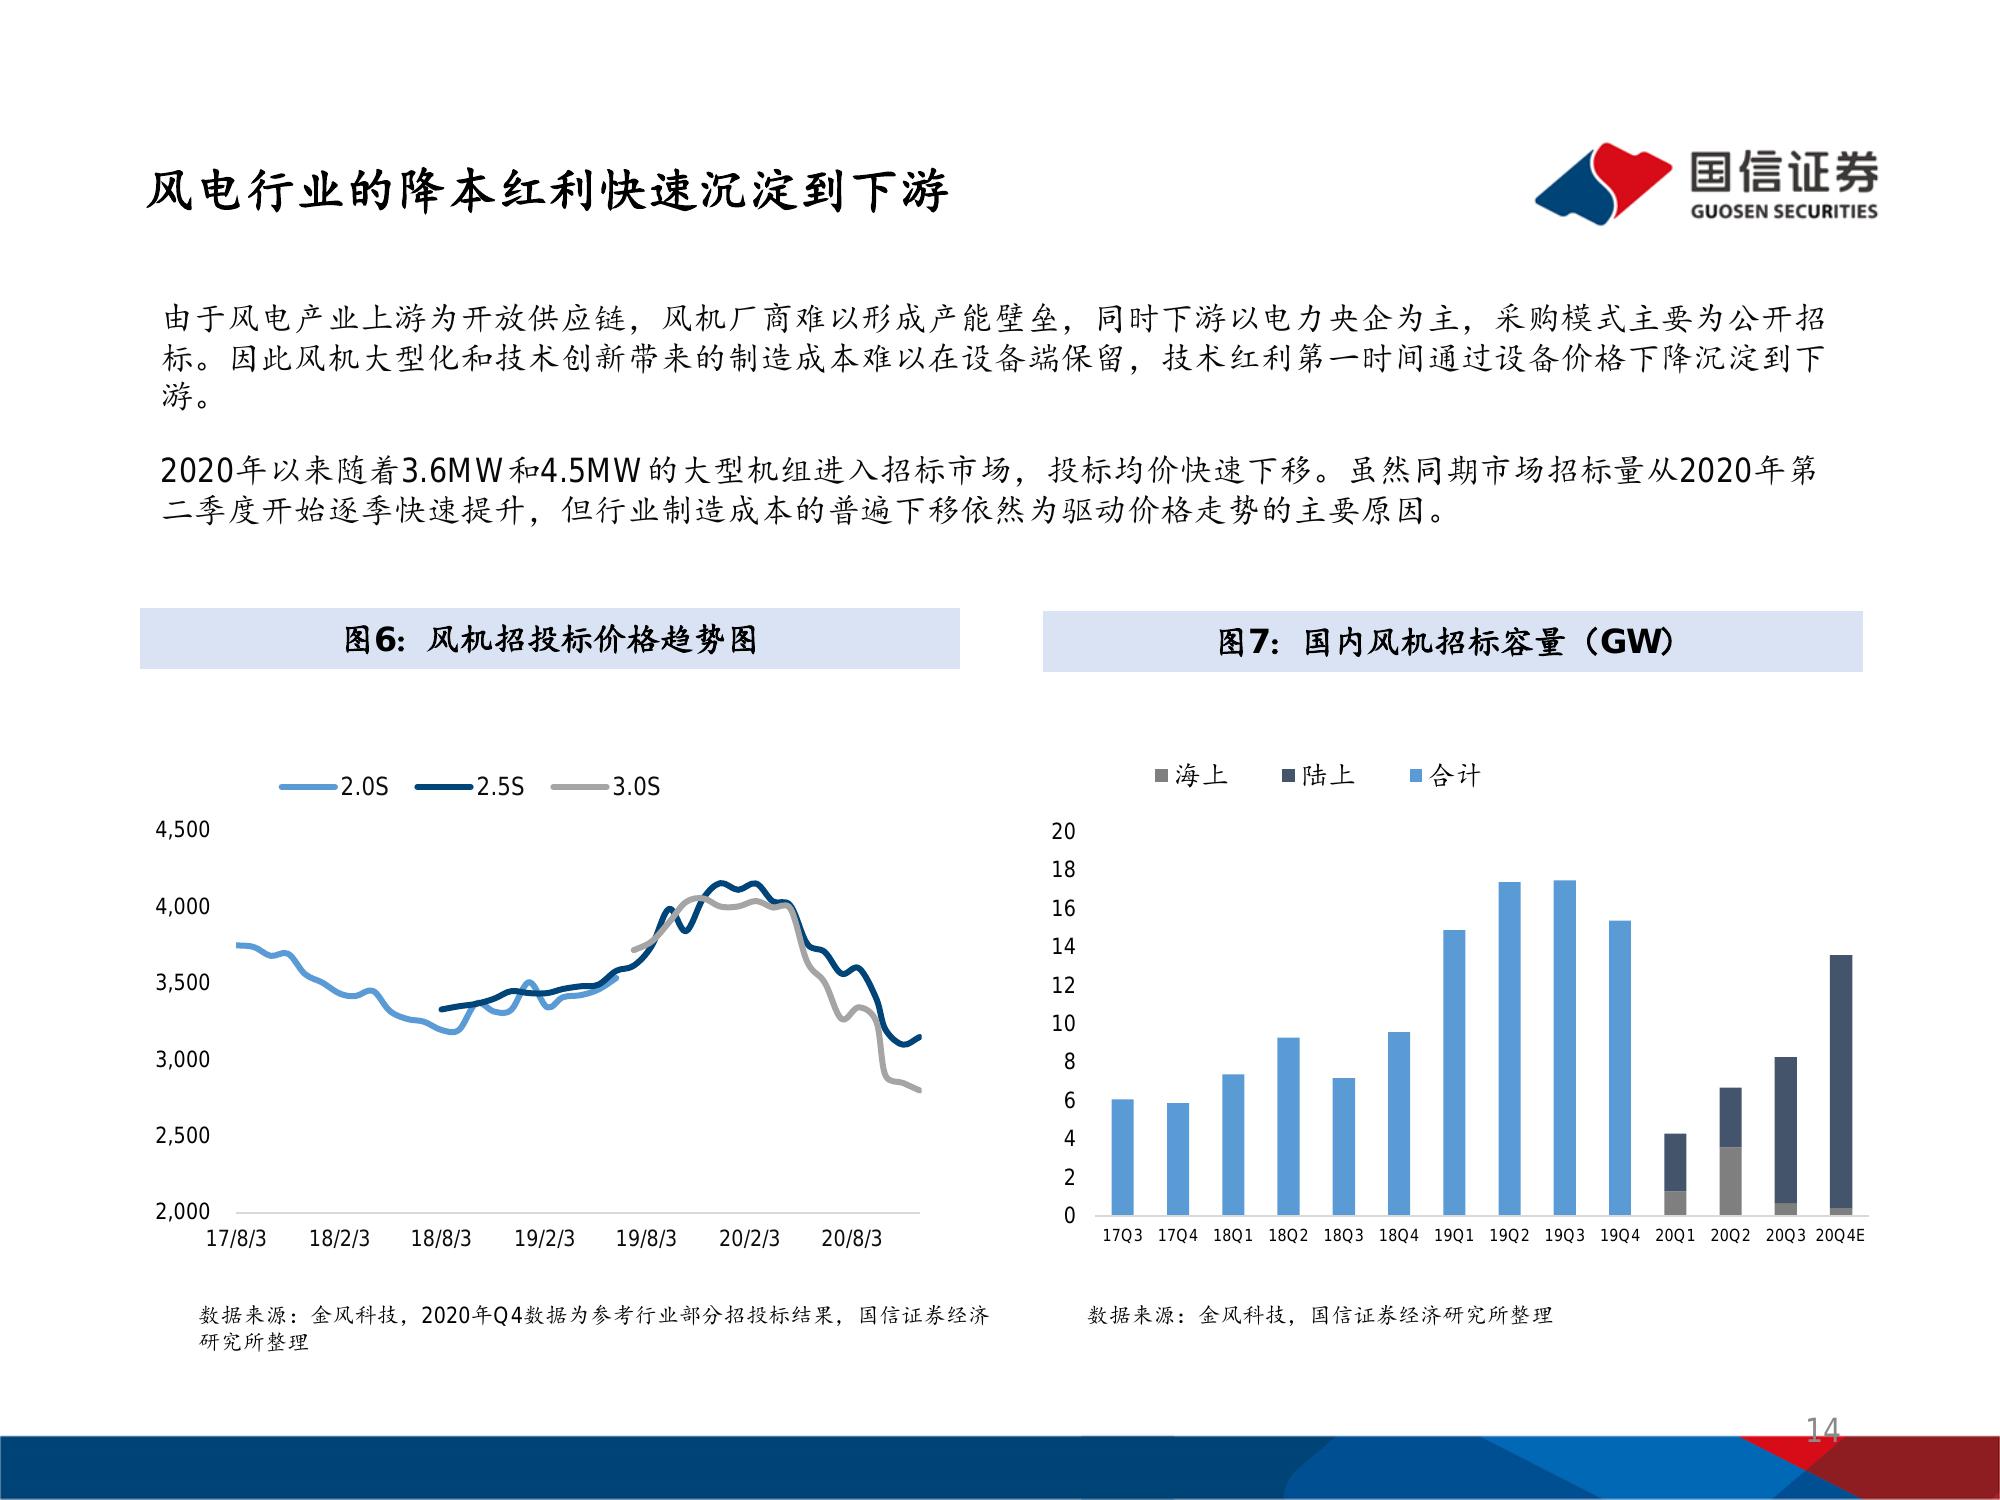 风电行业的降本红利快速沉淀到下游
国信证券
GUOSEN SECURITIES
由于风电产业上游为开放供应链，风机厂商难以形成产能壁垒，同时下游以电力央企为主，采购模式主要为公开招
标。因此风机大型化和技术创新带来的制造成本难以在设备端保留，技术红利第一时间通过设备价格下降沉淀到下
游。
2020年以来随着3.6MW和4.5MW的大型机组进入招标市场，投标均价快速下移。虽然同期市场招标量从2020年第
二季度开始逐季快速提升，但行业制造成本的普遍下移依然为驱动价格走势的主要原因。
图6：风机招投标价格趋势图
2.0S 2.5S 3.0S
4,500
4,000
3,500
3,000
2,500
2,000
17/8/3 18/2/3 18/8/3 19/2/3 19/8/3 20/2/3 20/8/3
数据来源：金风科技，2020年Q4数据为参考行业部分招投标结果，国信证券经济
研究所整理
图7：国内风机招标容量（GW）
海上 陆上 合计
20
18
16
14
12
10
8
6
4
2
0
17Q3 17Q4 18Q1 18Q2 18Q3 18Q4 19Q1 19Q2 19Q3 19Q4 20Q1 20Q2 20Q3 20Q4E
数据来源：金风科技，国信证券经济研究所整理
14